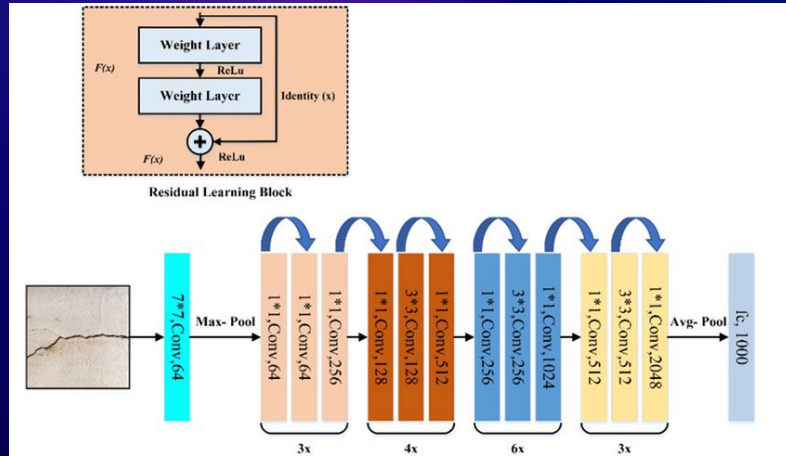 Weight Layer
F(x)
ReLu
Weight Layer
Identity (x)
+
F(x)
ReLu
Residual Learning Block
7*7,Conv,64
Max- Pool
1*1,Conv,64
1*1,Conv,64
1*1,Conv,256
3x
1*1,Conv,128
3*3,Conv,128
1*1,Conv,512
4x
1*1,Conv,256
3*3,Conv,256
1*1,Conv,1024
6x
1*1,Conv,512
3*3,Conv,512
1*1,Conv,2048
3x
Avg- Pool
fc, 1000